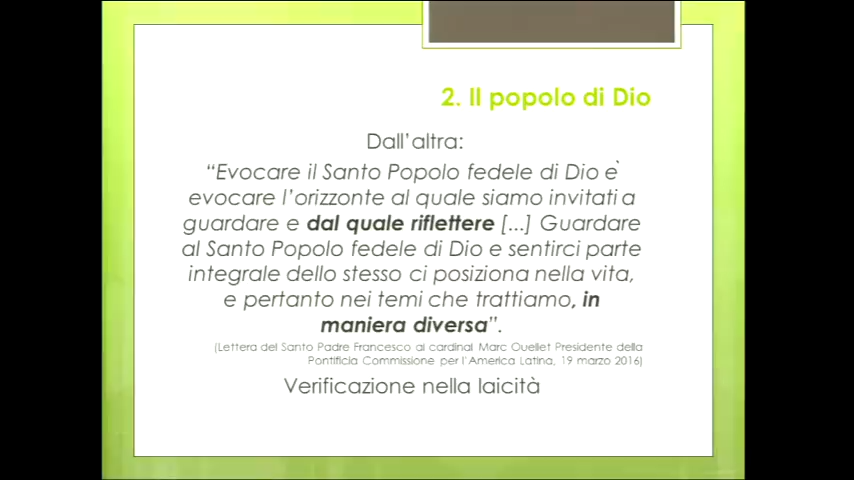 2. Il popolo di Dio
Dall'altra:
“Evocare il Santo Popolo fedele di Dio è
evocare l'orizzonte al quale siamo invitati a
guardare e dal quale riflettere [...] Guardare
al Santo Popolo fedele di Dio e sentirci parte
integrale dello stesso ci posiziona nella vita,
e pertanto nei temi che trattiamo, in
maniera diversa”.
(Lettera del Santo Padre Francesco al cardinal Marc Ouellet Presidente della
Pontificia Commissione per l'America Latina, 19 marzo 2016)
Verificazione nella laicità